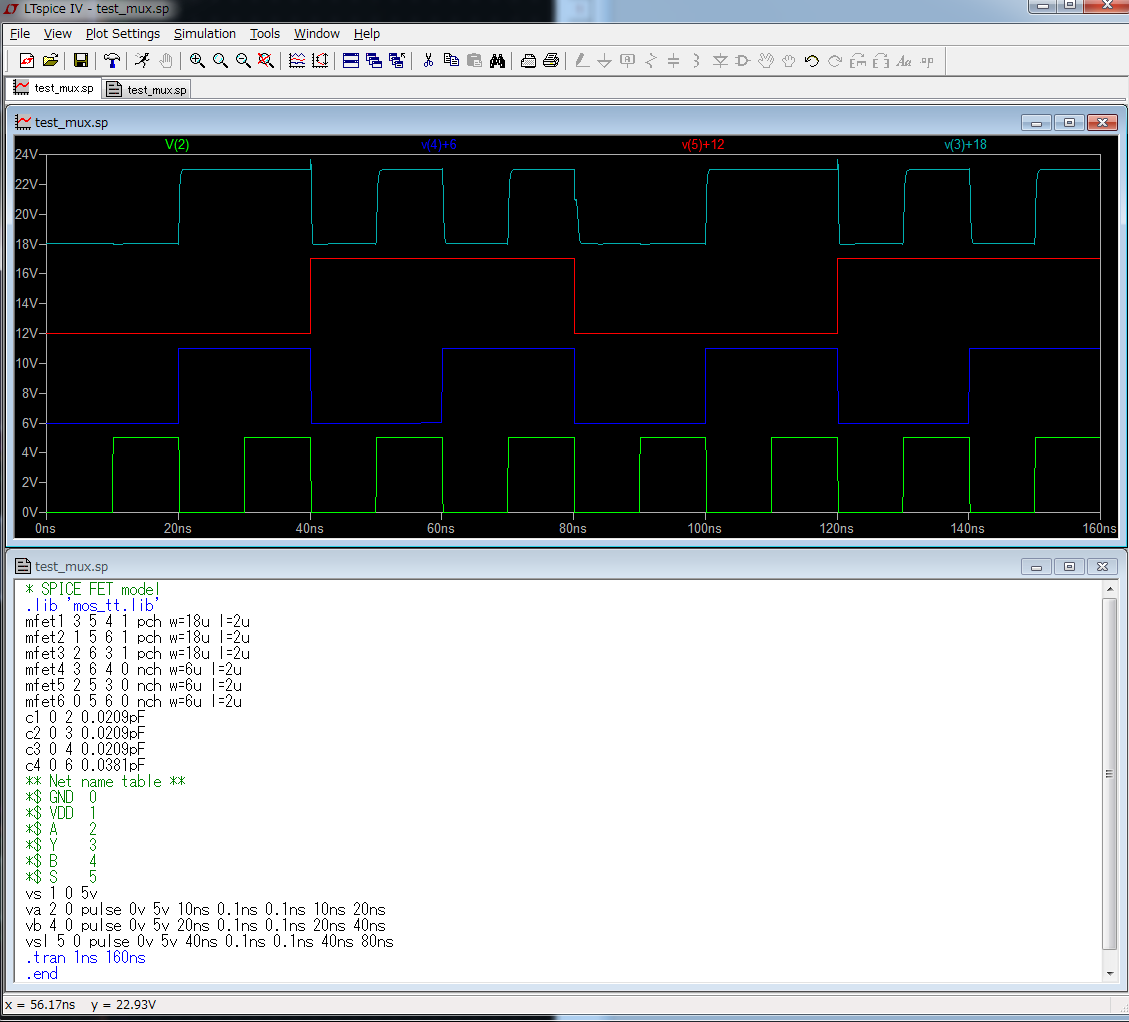 LTspice IV - test_mux.sp
File View Plot Settings Simulation Tools Window Help
test_mux.sp test_mux.sp
test_mux.sp
V(2) v(4)+6 v(5)+12 v(3)+18
24V
22V
20V
18V
16V
14V
12V
10V
8V
6V
4V
2V
0V
0ns 20ns 40ns 60ns 80ns 100ns 120ns 140ns 160ns
test_mux.sp
* SPICE FET model
.lib 'mos_tt.lib'
mfet1 3 5 4 1 pch w=18u l=2u
mfet2 1 5 6 1 pch w=18u l=2u
mfet3 2 6 3 1 pch w=18u l=2u
mfet4 3 6 4 0 nch w=6u l=2u
mfet5 2 5 3 0 nch w=6u l=2u
mfet6 0 5 6 0 nch w=6u l=2u
c1 0 2 0.0209pF
c2 0 3 0.0209pF
c3 0 4 0.0209pF
c4 0 6 0.0381pF
** Net name table **
*$ GND 0
*$ VDD 1
*$ A 2
*$ Y 3
*$ B 4
*$ S 5
vs 1 0 5v
va 2 0 pulse 0v 5v 10ns 0.1ns 0.1ns 10ns 20ns
vb 4 0 pulse 0v 5v 20ns 0.1ns 0.1ns 20ns 40ns
vsl 5 0 pulse 0v 5v 40ns 0.1ns 0.1ns 40ns 80ns
.tran 1ns 160ns
.end
x = 56.17ns y = 22.93V